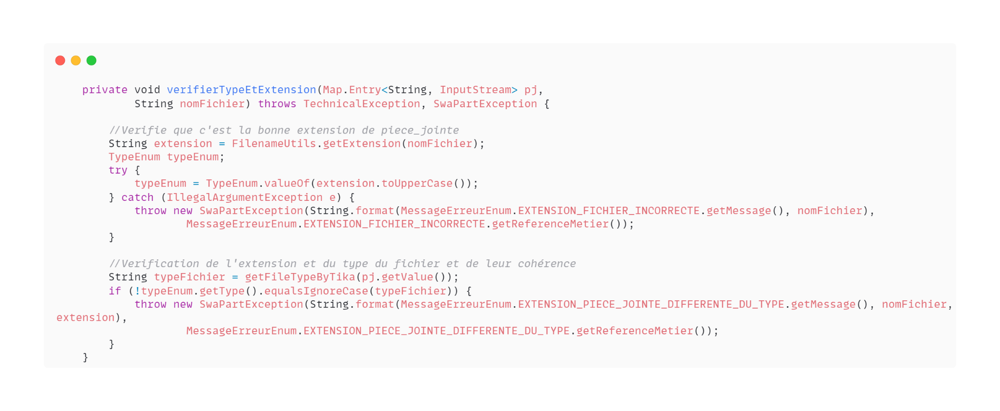 private void verifierTypeEtExtension(Map.Entry<String, InputStream> pj,
            String nomFichier) throws TechnicalException, SwaPartException {

        //Verifie que c'est la bonne extension de piece_jointe
        String extension = FilenameUtils.getExtension(nomFichier);
        TypeEnum typeEnum;
        try {
            typeEnum = TypeEnum.valueOf(extension.toUpperCase());
        } catch (IllegalArgumentException e) {
            throw new SwaPartException(String.format(MessageErreurEnum.EXTENSION_FICHIER_INCORRECTE.getMessage(), nomFichier),
                    MessageErreurEnum.EXTENSION_FICHIER_INCORRECTE.getReferenceMetier());
        }

        //Verification de l'extension et du type du fichier et de leur cohérence
        String typeFichier = getFileTypeByTika(pj.getValue());
        if (!typeEnum.getType().equalsIgnoreCase(typeFichier)) {
            throw new SwaPartException(String.format(MessageErreurEnum.EXTENSION_PIECE_JOINTE_DIFFERENTE_DU_TYPE.getMessage(), nomFichier,
extension),
                    MessageErreurEnum.EXTENSION_PIECE_JOINTE_DIFFERENTE_DU_TYPE.getReferenceMetier());
        }
    }